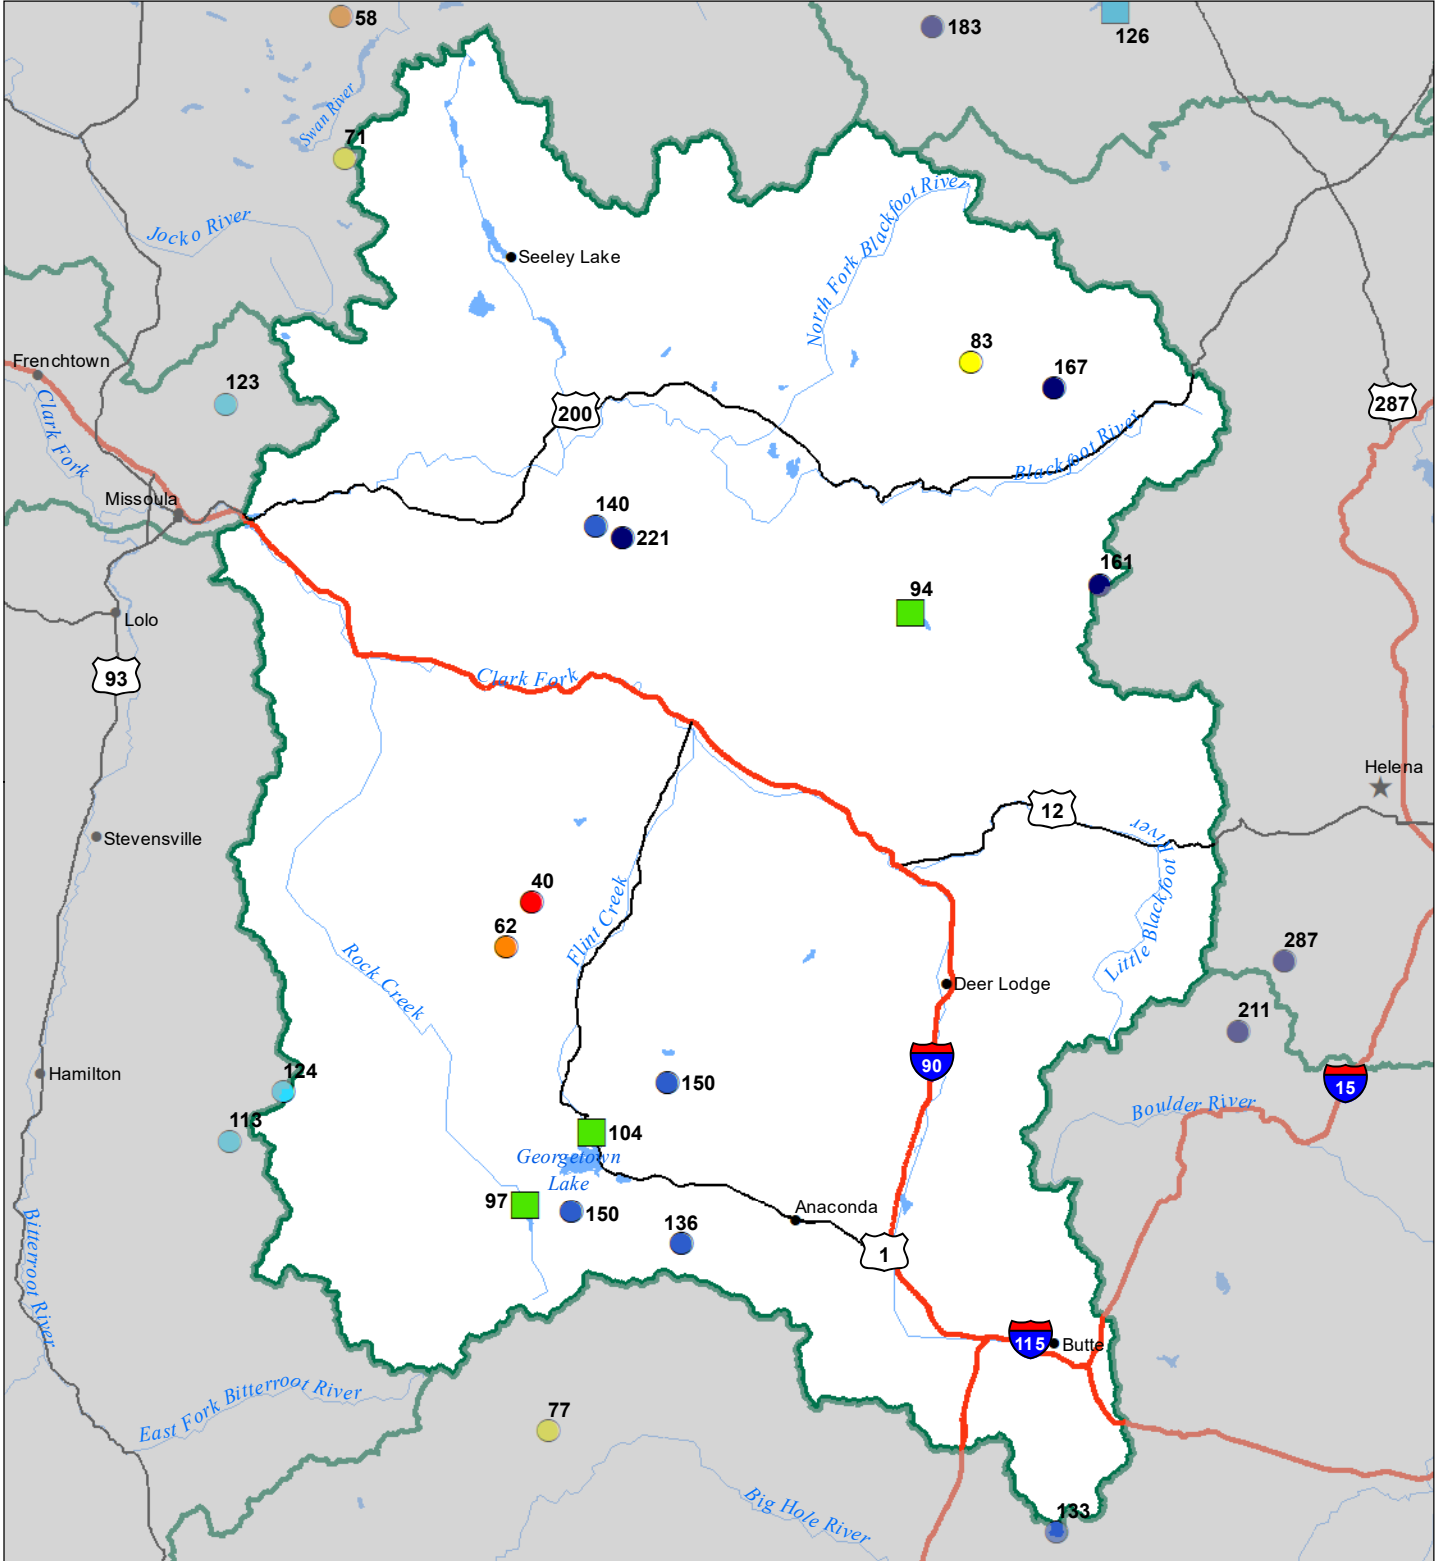 58
183
126
Swan River
71
Jocko River
North Fork Blackfoot River
Seeley Lake
Frenchtown
123
83
167
200
287
Clark Fork
Blackfoot River
Missoula
140
221
161
94
Lolo
93
Clark Fork
Helena
12
Stevensville
Little Blackfoot River
40
Flint Creek
62
287
Rock Creek
Deer Lodge
211
90
Hamilton
124
150
15
Boulder River
113
104
Georgetown
Lake
97
150
Anaconda
136
1
Bitterroot River
115
Butte
East Fork Bitterroot River
77
Big Hole River
133